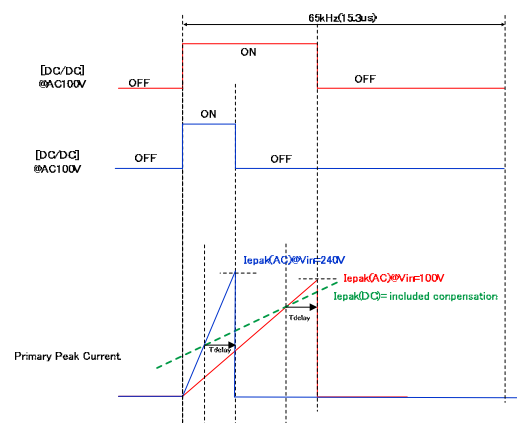 65kHz(15.3us)
ON
[DC/DC]
@AC100V
OFF
OFF
ON
[DC/DC]
@AC100V
OFF
OFF
Iepak(AC)@Vin=240V
Iepak(AC)@Vin=100V
Iepak(DC)= included conpensation
Tdelay
Tdelay
Primary Peak Current.